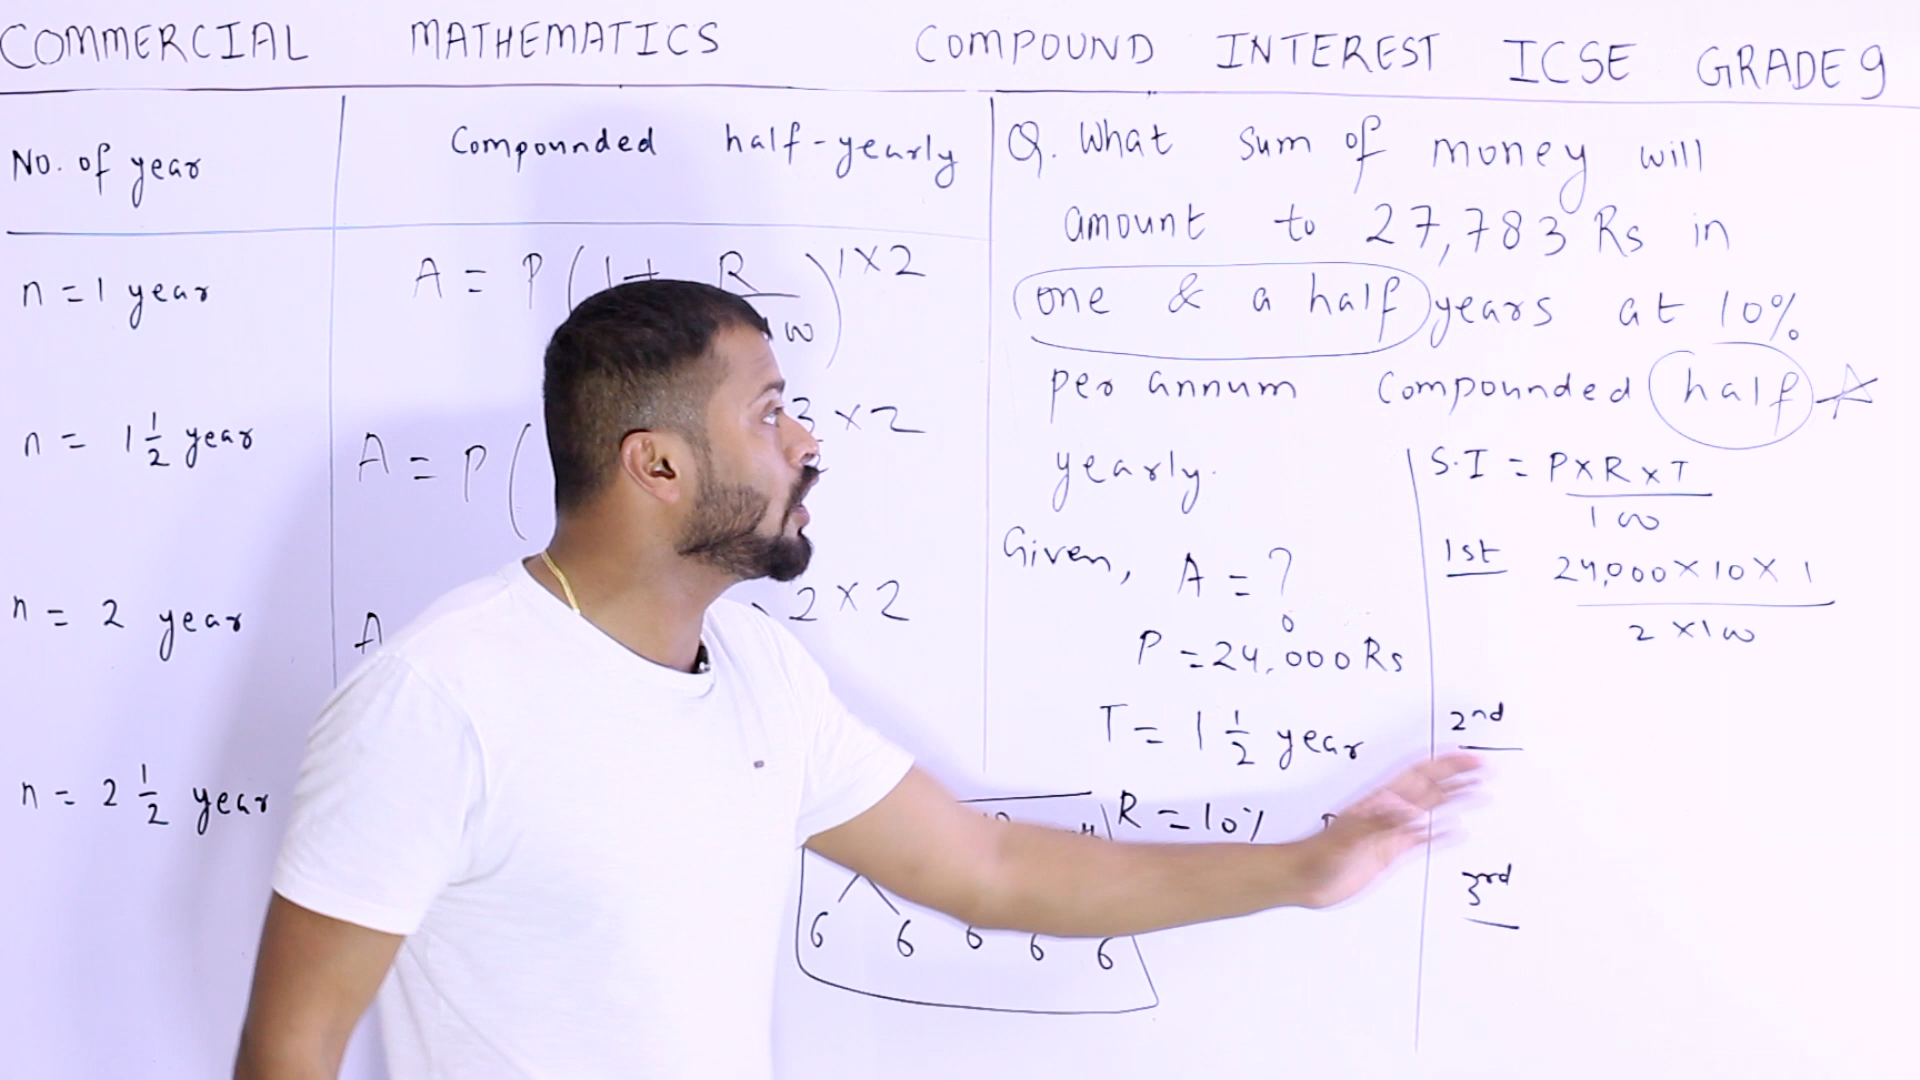 COMMERCIAL MATHEMATICS COMPOUND INTEREST ICSE GRADE 9
No. of year
Compounded half-yearly
n = 1 year
A = P ( 1 + R ) 1 × 2
n = 1 1/2 year
A = P ( 3 × 2
n = 2 year
A 2 × 2
n = 2 1/2 year
6 6 6 6 6
Q. What sum of money will
amount to 27,783 Rs in
one & a half years at 10%
per annum compounded half
yearly.
Given, A = ?
P = 24,000 Rs
T = 1 1/2 year
R = 10%
S.I = P × R × T
100
1st 24,000 × 10 × 1
2 × 100
2nd
3rd